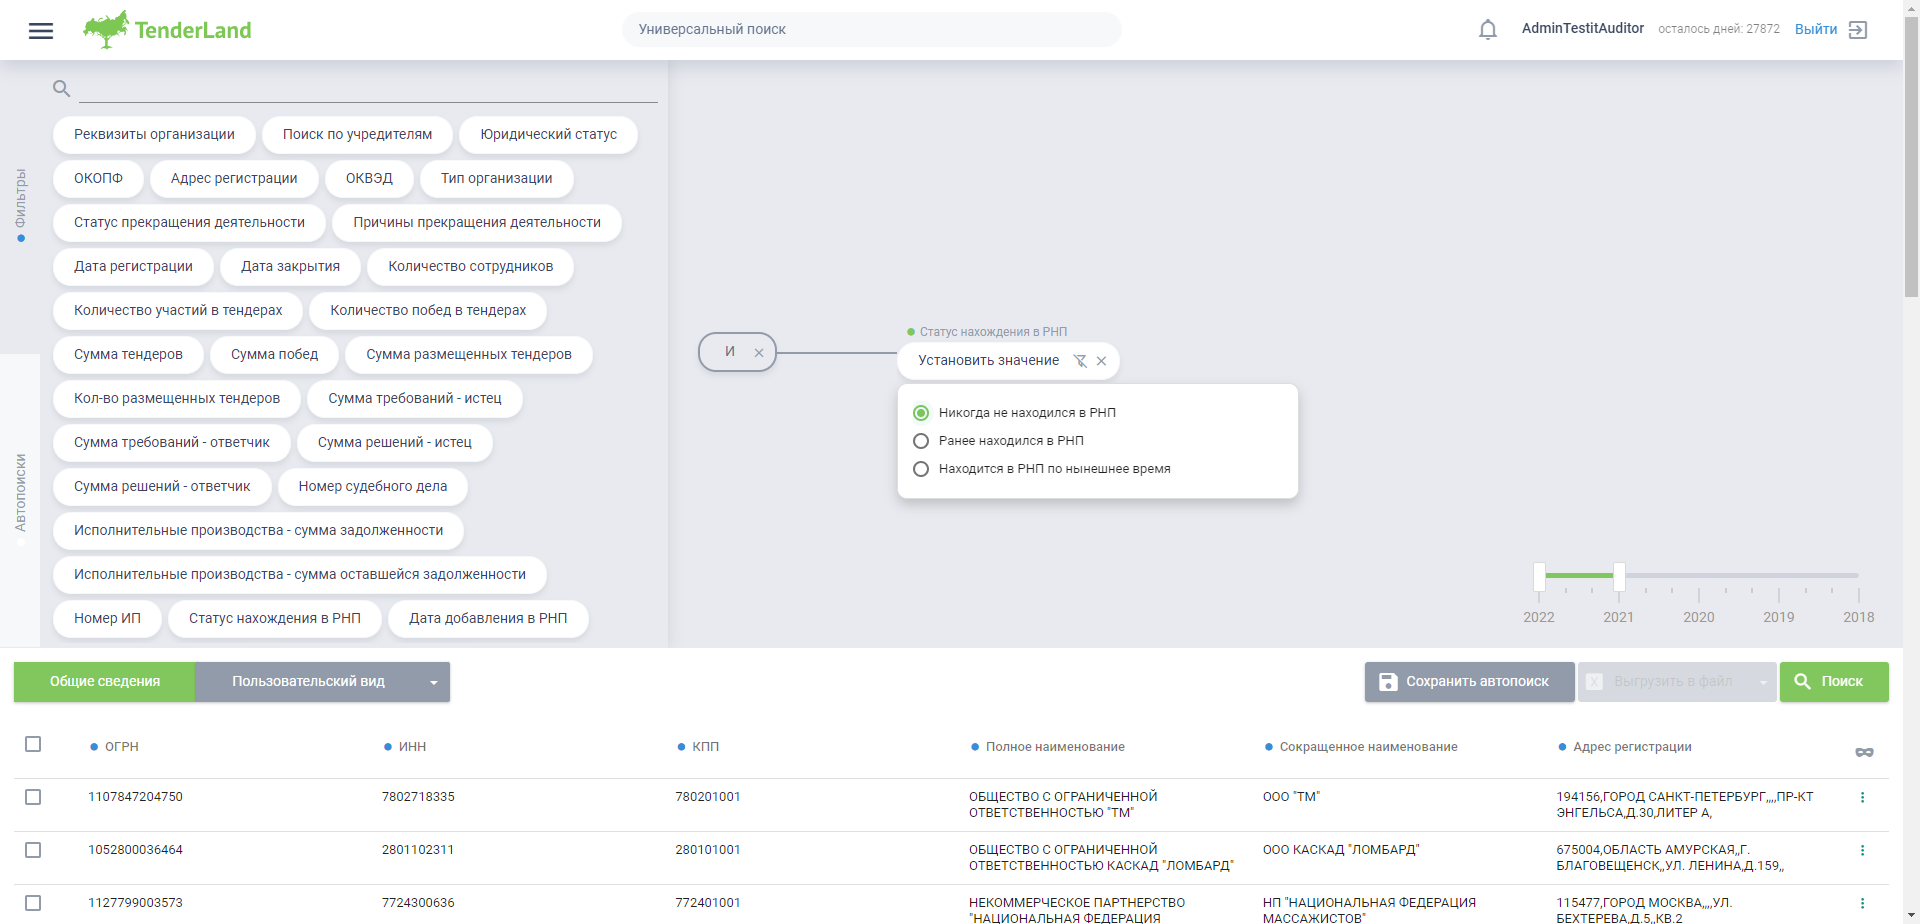 TenderLand
Универсальный поиск
AdminTestitAuditor
осталось дней: 27872
Выйти
Фильтры
Автопоиски
Реквизиты организации
Поиск по учредителям
Юридический статус
ОКОПФ
Адрес регистрации
ОКВЭД
Тип организации
Статус прекращения деятельности
Причины прекращения деятельности
Дата регистрации
Дата закрытия
Количество сотрудников
Количество участий в тендерах
Количество побед в тендерах
Сумма тендеров
Сумма побед
Сумма размещенных тендеров
Кол-во размещенных тендеров
Сумма требований - истец
Сумма требований - ответчик
Сумма решений - истец
Сумма решений - ответчик
Номер судебного дела
Исполнительные производства - сумма задолженности
Исполнительные производства - сумма оставшейся задолженности
Номер ИП
Статус нахождения в РНП
Дата добавления в РНП
И
Статус нахождения в РНП
Установить значение
Никогда не находился в РНП
Ранее находился в РНП
Находится в РНП по нынешнее время
2022
2021
2020
2019
2018
Общие сведения
Пользовательский вид
Сохранить автопоиск
Выгрузить в файл
Поиск
ОГРН
ИНН
КПП
Полное наименование
Сокращенное наименование
Адрес регистрации
1107847204750
7802718335
780201001
ОБЩЕСТВО С ОГРАНИЧЕННОЙ
ОТВЕТСТВЕННОСТЬЮ "ТМ"
ООО "ТМ"
194156,ГОРОД САНКТ-ПЕТЕРБУРГ,,,,ПР-КТ
ЭНГЕЛЬСА,Д.30,ЛИТЕР А,
1052800036464
2801102311
280101001
ОБЩЕСТВО С ОГРАНИЧЕННОЙ
ОТВЕТСТВЕННОСТЬЮ КАСКАД "ЛОМБАРД"
ООО КАСКАД "ЛОМБАРД"
675004,ОБЛАСТЬ АМУРСКАЯ,,Г.
БЛАГОВЕЩЕНСК,,УЛ. ЛЕНИНА,Д.159,,
1127799003573
7724300636
772401001
НЕКОММЕРЧЕСКОЕ ПАРТНЕРСТВО
"НАЦИОНАЛЬНАЯ ФЕДЕРАЦИЯ
НП "НАЦИОНАЛЬНАЯ ФЕДЕРАЦИЯ
МАССАЖИСТОВ"
115477,ГОРОД МОСКВА,,,,УЛ.
БЕХТЕРЕВА,Д.5,,КВ.2